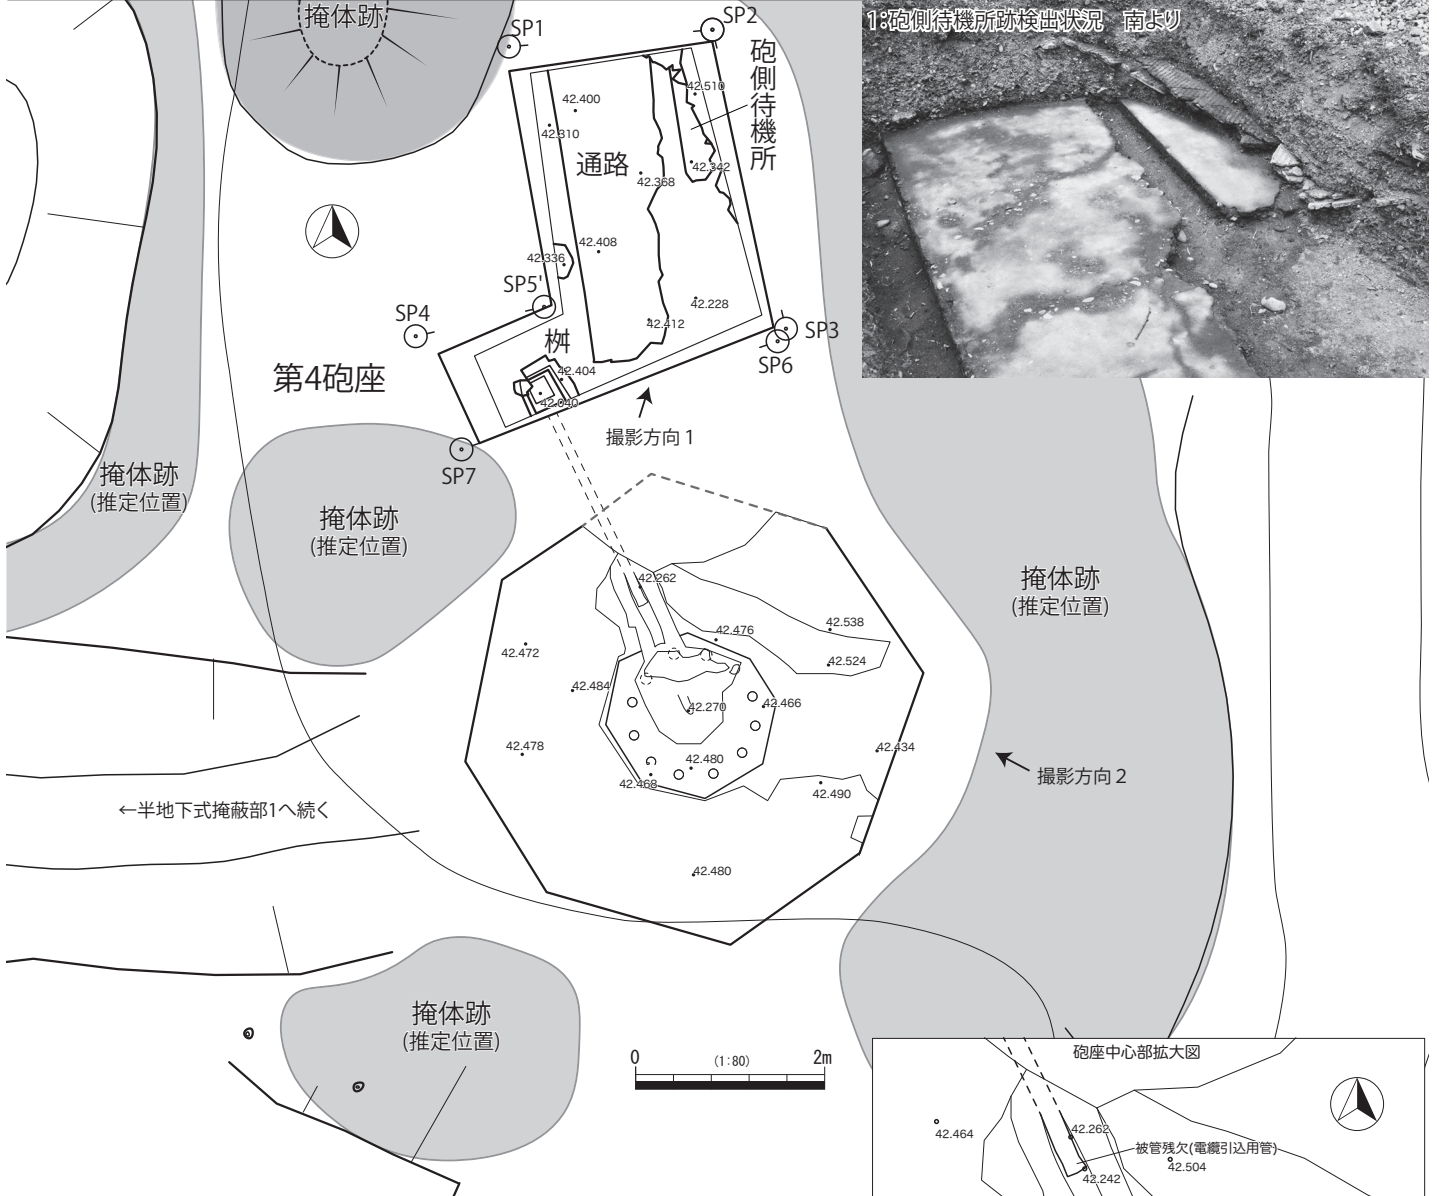 掩体跡
SP1
SP2
1:砲側待機所跡検出状況　南より
砲側待機所
42.400
42.510
42.310
通路
42.342
42.368
42.408
42.336
SP5'
42.228
SP4
42.412
SP3
SP6
桝
第4砲座
42.404
42.040
撮影方向1
SP7
掩体跡
(推定位置)
掩体跡
(推定位置)
掩体跡
(推定位置)
42.262
42.538
42.476
42.472
42.524
42.484
42.466
42.270
42.478
42.434
42.480
42.468
42.490
撮影方向2
←半地下式掩蔽部1へ続く
42.480
掩体跡
(推定位置)
0 (1:80) 2m
砲座中心部拡大図
42.464
42.262
被管残欠(電纜引込用管)
42.504
42.242